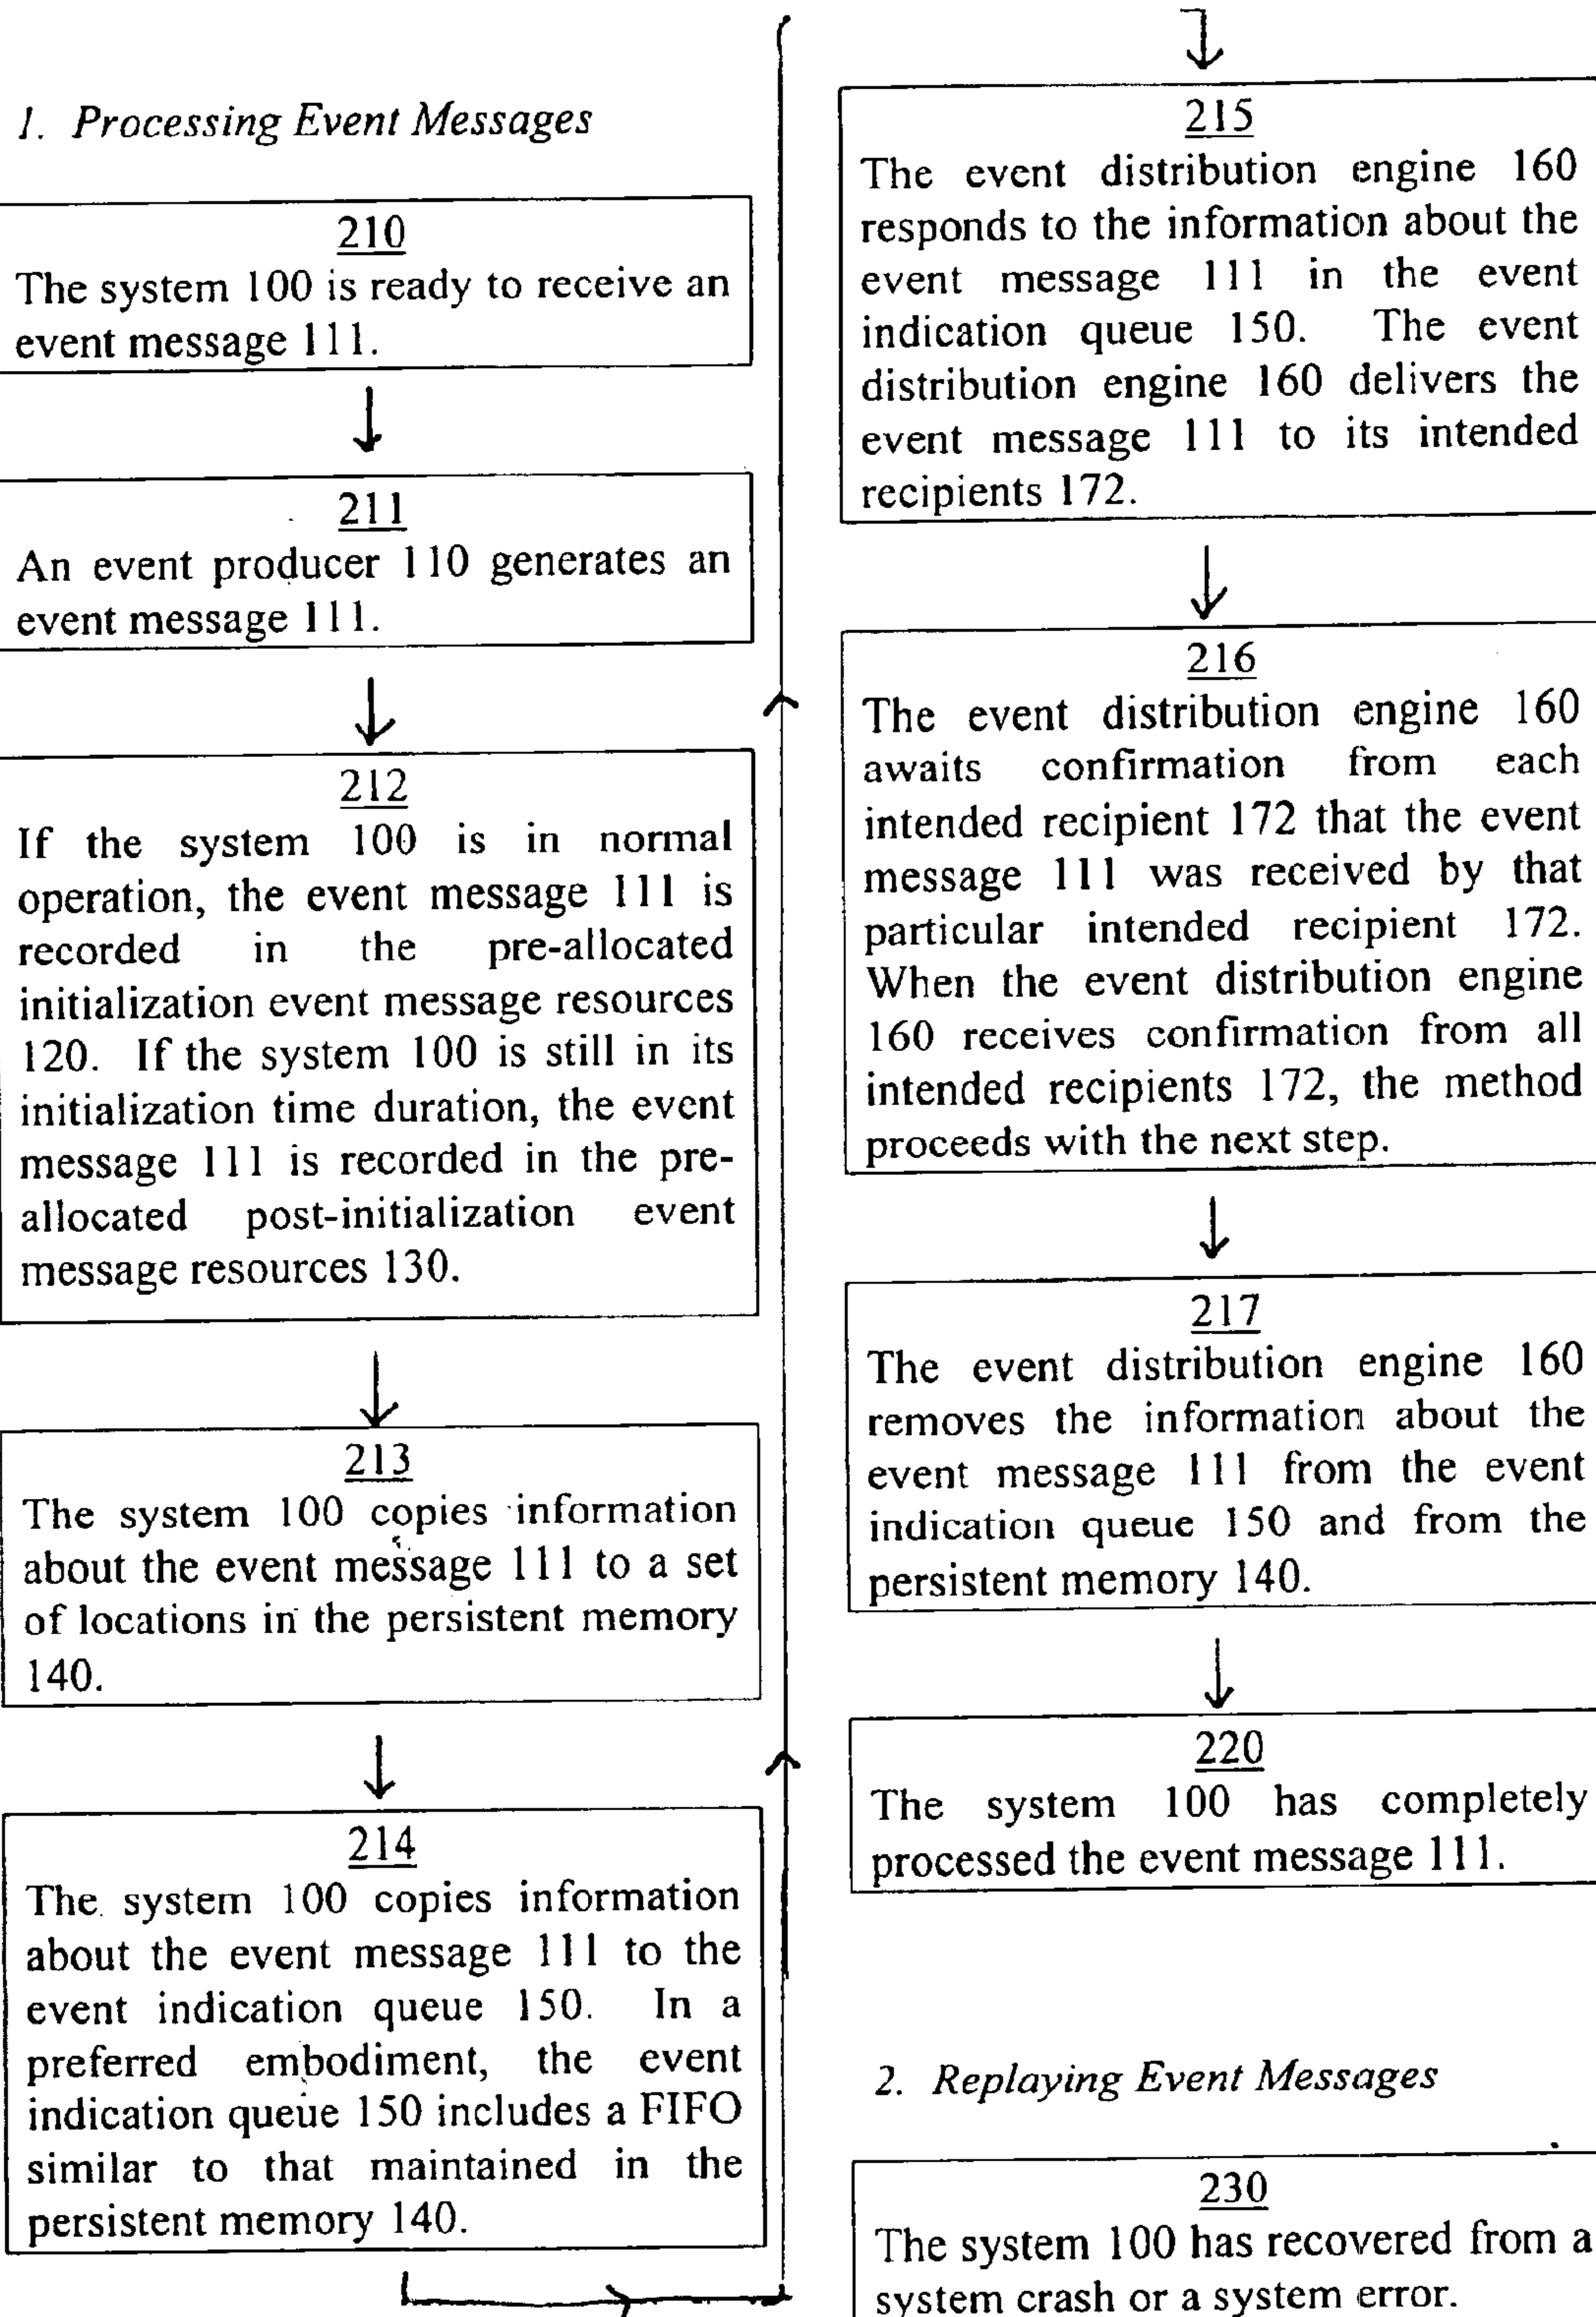 1. Processing Event Messages
210
The system 100 is ready to receive an
event message 111.
211
An event producer 110 generates an
event message 111.
212
If the system 100 is in normal
operation, the event message 111 is
recorded in the pre-allocated
initialization event message resources
120. If the system 100 is still in its
initialization time duration, the event
message 111 is recorded in the pre-
allocated post-initialization event
message resources 130.
213
The system 100 copies information
about the event message 111 to a set
of locations in the persistent memory
140.
214
The system 100 copies information
about the event message 111 to the
event indication queue 150. In a
preferred embodiment, the event
indication queue 150 includes a FIFO
similar to that maintained in the
persistent memory 140.
215
The event distribution engine 160
responds to the information about the
event message 111 in the event
indication queue 150. The event
distribution engine 160 delivers the
event message 111 to its intended
recipients 172.
216
The event distribution engine 160
awaits confirmation from each
intended recipient 172 that the event
message 111 was received by that
particular intended recipient 172.
When the event distribution engine
160 receives confirmation from all
intended recipients 172, the method
proceeds with the next step.
217
The event distribution engine 160
removes the information about the
event message 111 from the event
indication queue 150 and from the
persistent memory 140.
220
The system 100 has completely
processed the event message 111.
2. Replaying Event Messages
230
The system 100 has recovered from a
system crash or a system error.